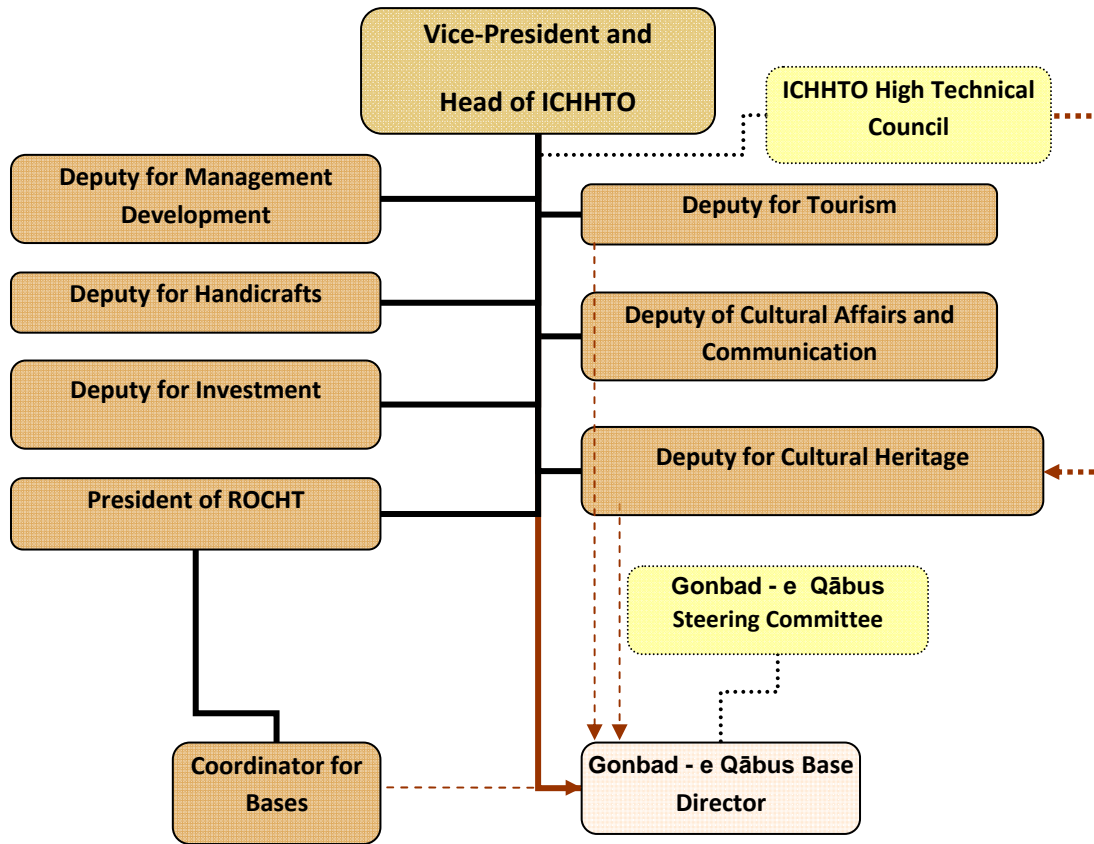 Vice-President and
Head of ICHHTO
ICHHTO High Technical
Council
Deputy for Management
Development
Deputy for Tourism
Deputy for Handicrafts
Deputy of Cultural Affairs and
Communication
Deputy for Investment
Deputy for Cultural Heritage
President of ROCHT
Gonbad - e Qābus
Steering Committee
Coordinator for
Bases
Gonbad - e Qābus Base
Director